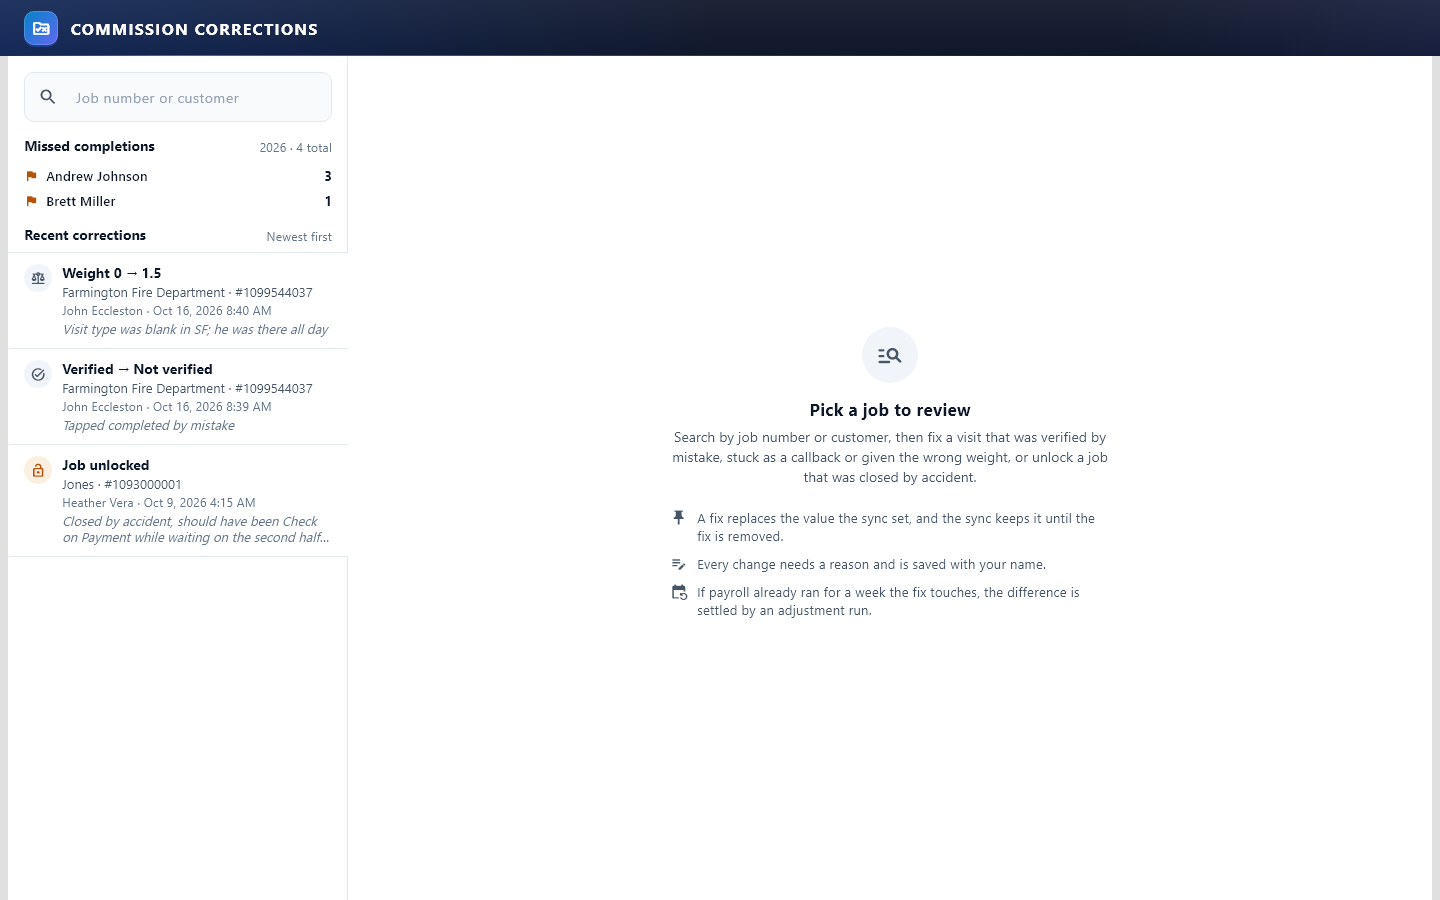 COMMISSION CORRECTIONS
Job number or customer
Missed completions
2026 · 4 total
Andrew Johnson
3
Brett Miller
1
Recent corrections
Newest first
Weight 0 → 1.5
Farmington Fire Department · #1099544037
John Eccleston · Oct 16, 2026 8:40 AM
Visit type was blank in SF; he was there all day
Verified → Not verified
Farmington Fire Department · #1099544037
John Eccleston · Oct 16, 2026 8:39 AM
Tapped completed by mistake
Job unlocked
Jones · #1093000001
Heather Vera · Oct 9, 2026 4:15 AM
Closed by accident, should have been Check
on Payment while waiting on the second half...
Pick a job to review
Search by job number or customer, then fix a visit that was verified by
mistake, stuck as a callback or given the wrong weight, or unlock a job
that was closed by accident.
A fix replaces the value the sync set, and the sync keeps it until the
fix is removed.
Every change needs a reason and is saved with your name.
If payroll already ran for a week the fix touches, the difference is
settled by an adjustment run.